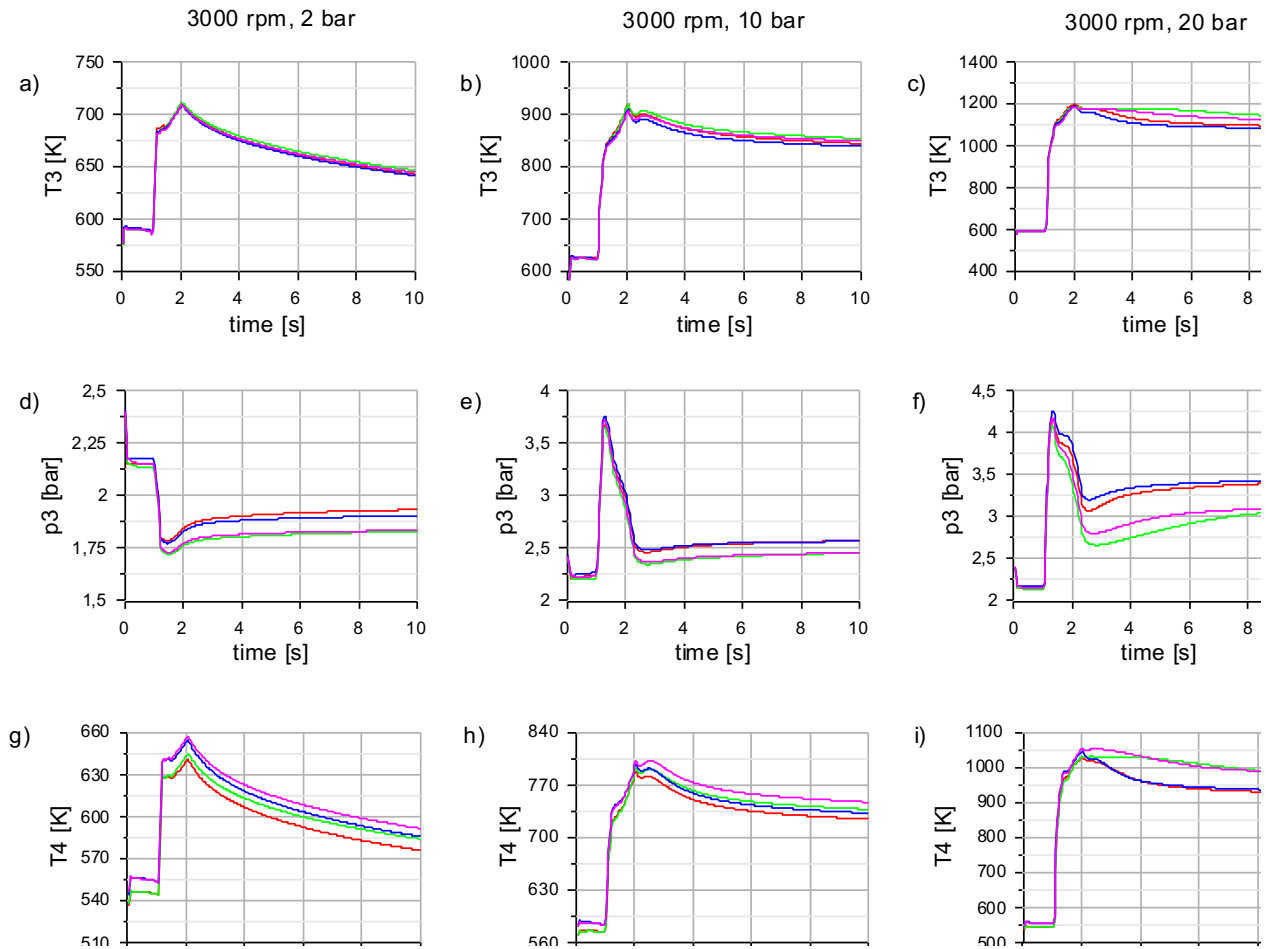 3000 rpm, 2 bar
3000 rpm, 10 bar
3000 rpm, 20 bar
a)
T3 [K]
750
700
650
600
550
0 2 4 6 8 10
time [s]
b)
T3 [K]
1000
900
800
700
600
0 2 4 6 8 10
time [s]
c)
T3 [K]
1400
1200
1000
800
600
400
0 2 4 6 8
time [s]
d)
p3 [bar]
2,5
2,25
2
1,75
1,5
0 2 4 6 8 10
time [s]
e)
p3 [bar]
4
3,5
3
2,5
2
0 2 4 6 8 10
time [s]
f)
p3 [bar]
4,5
4
3,5
3
2,5
2
0 2 4 6 8
time [s]
g)
T4 [K]
660
630
600
570
540
510
h)
T4 [K]
840
770
700
630
560
i)
T4 [K]
1100
1000
900
800
700
600
500